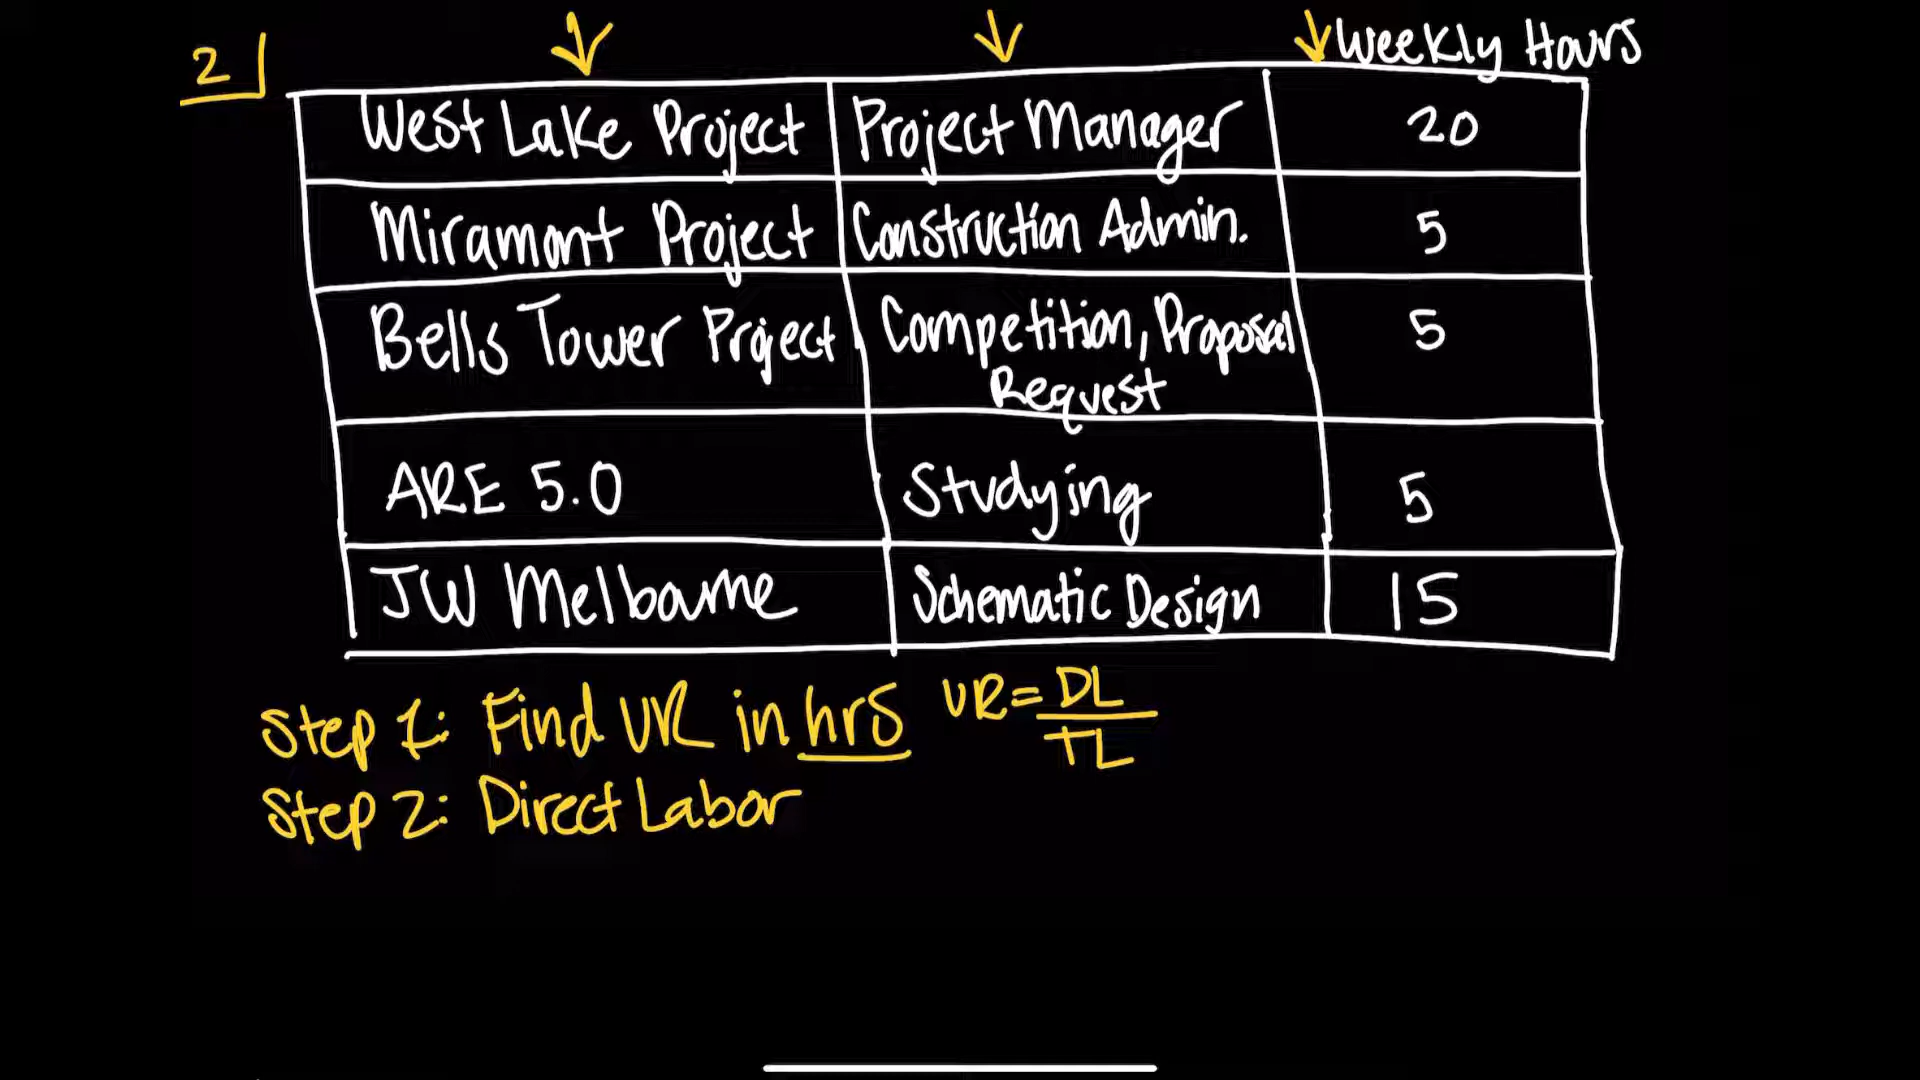 2
Weekly Hours
West Lake Project Project Manager 20
Miramont Project Construction Admin. 5
Bells Tower Project Competition, Proposal 5
Request
ARE 5.0 Studying 5
JW Melbourne Schematic Design 15
Step 1: Find UR in hrs UR = DL
TL
Step 2: Direct Labor